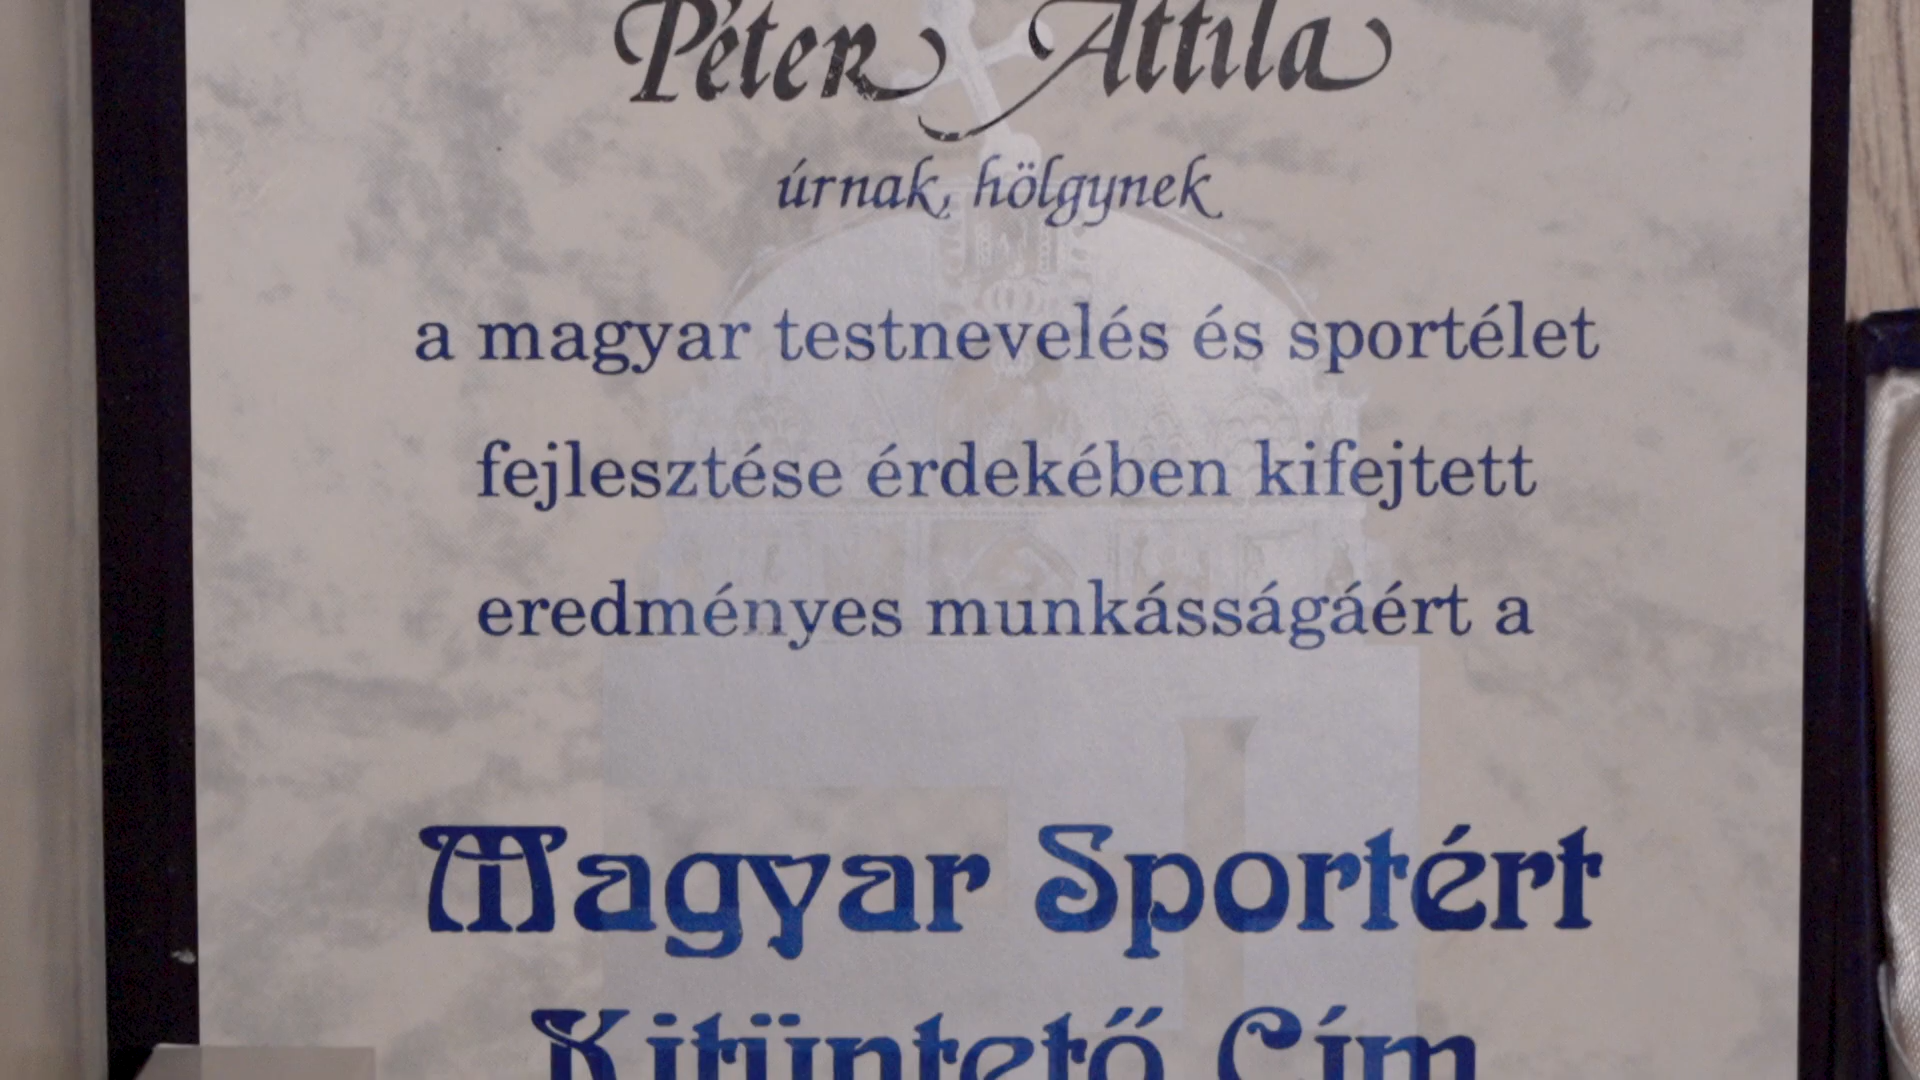 Péter Attila
úrnak, hölgynek
a magyar testnevelés és sportélet
fejlesztése érdekében kifejtett
eredményes munkásságáért a
Magyar Sportért
Kitüntető Cím